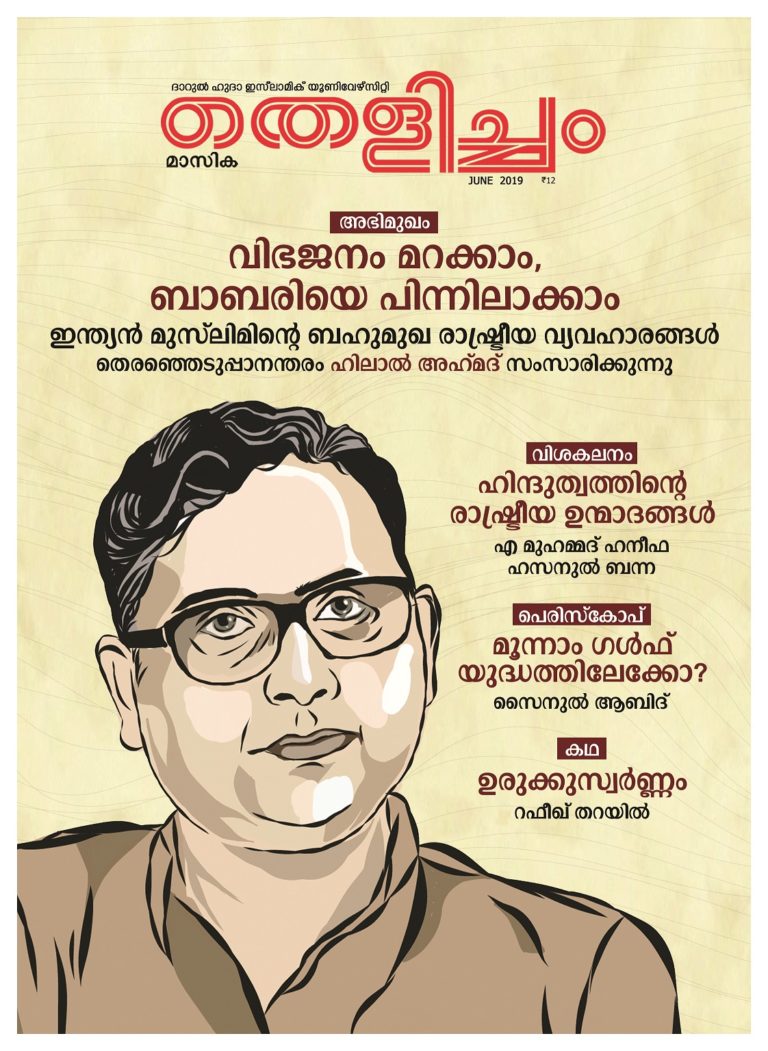 ദാറുൽ ഹുദാ ഇസ്‌ലാമിക് യൂണിവേഴ്സിറ്റി
തെളിച്ചം
മാസിക
JUNE 2019 ₹12
അഭിമുഖം
വിഭജനം മറക്കാം,
ബാബരിയെ പിന്നിലാക്കാം
ഇന്ത്യൻ മുസ്‌ലിമിന്റെ ബഹുമുഖ രാഷ്ട്രീയ വ്യവഹാരങ്ങൾ
തെരഞ്ഞെടുപ്പാനന്തരം ഹിലാൽ അഹ്‌മദ് സംസാരിക്കുന്നു
വിശകലനം
ഹിന്ദുത്വത്തിന്റെ
രാഷ്ട്രീയ ഉന്മാദങ്ങൾ
എ മുഹമ്മദ് ഹനീഫ
ഹസനുൽ ബന്ന
പെരിസ്കോപ്
മൂന്നാം ഗൾഫ്
യുദ്ധത്തിലേക്കോ?
സൈനുൽ ആബിദ്
കഥ
ഉരുക്കുസ്വർണ്ണം
റഫീഖ് തറയിൽ